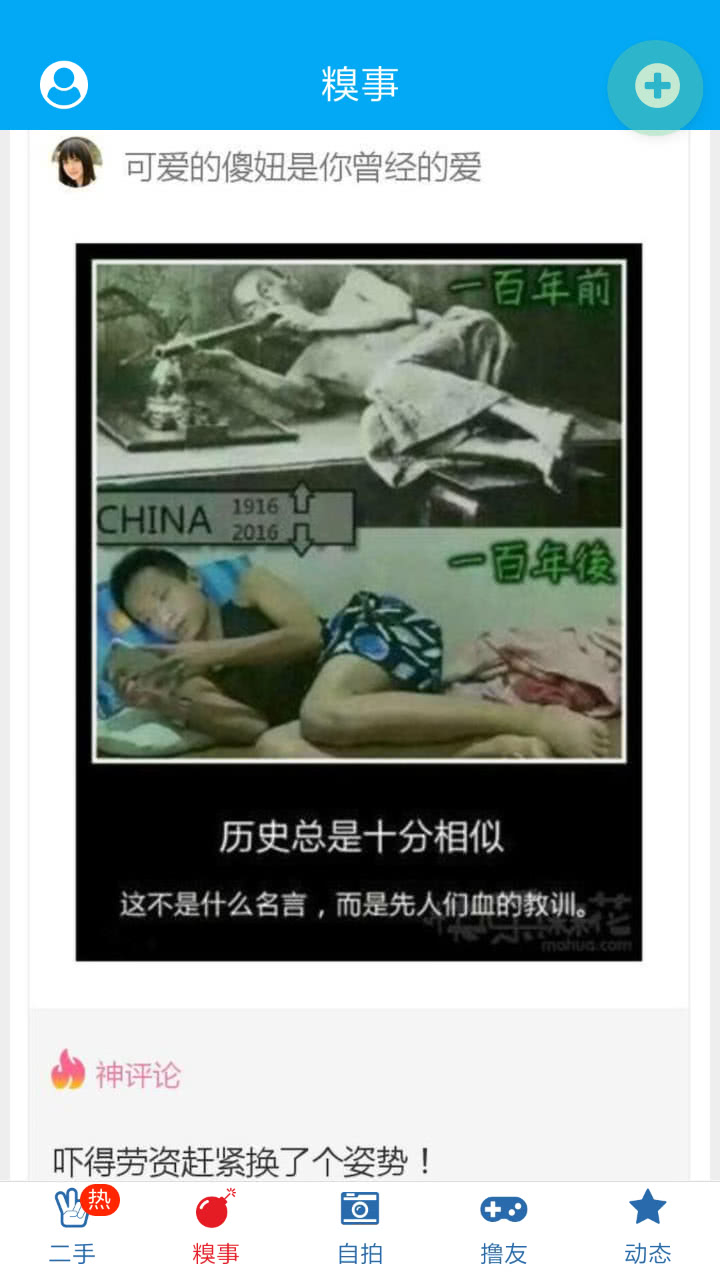 糗事
可爱的傻妞是你曾经的爱
一百年前
CHINA
1916
2016
一百年後
历史总是十分相似
这不是什么名言，而是先人们血的教训。
mohua.com
神评论
吓得劳资赶紧换了个姿势！
热
二手
糗事
自拍
撸友
动态